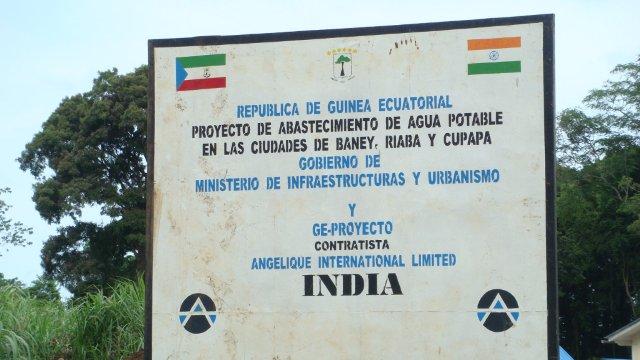 REPUBLICA DE GUINEA ECUATORIAL
PROYECTO DE ABASTECIMIENTO DE AGUA POTABLE
EN LAS CIUDADES DE BANEY, RIABA Y CUPAPA
GOBIERNO DE
MINISTERIO DE INFRAESTRUCTURAS Y URBANISMO
Y
GE-PROYECTO
CONTRATISTA
ANGELIQUE INTERNATIONAL LIMITED
INDIA